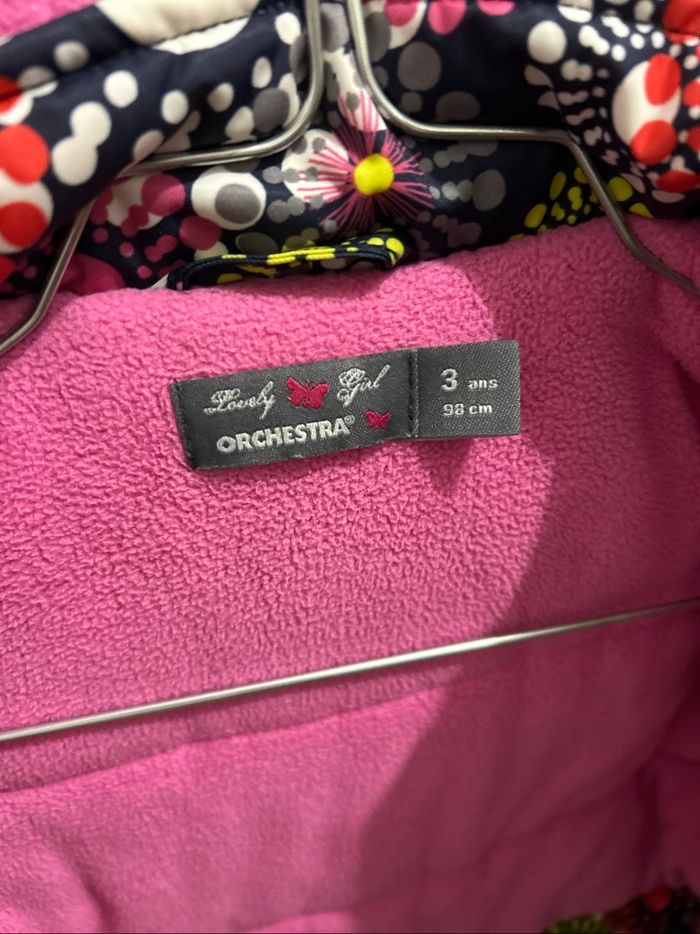 Lovely Girl
ORCHESTRA®
3 ans
98 cm